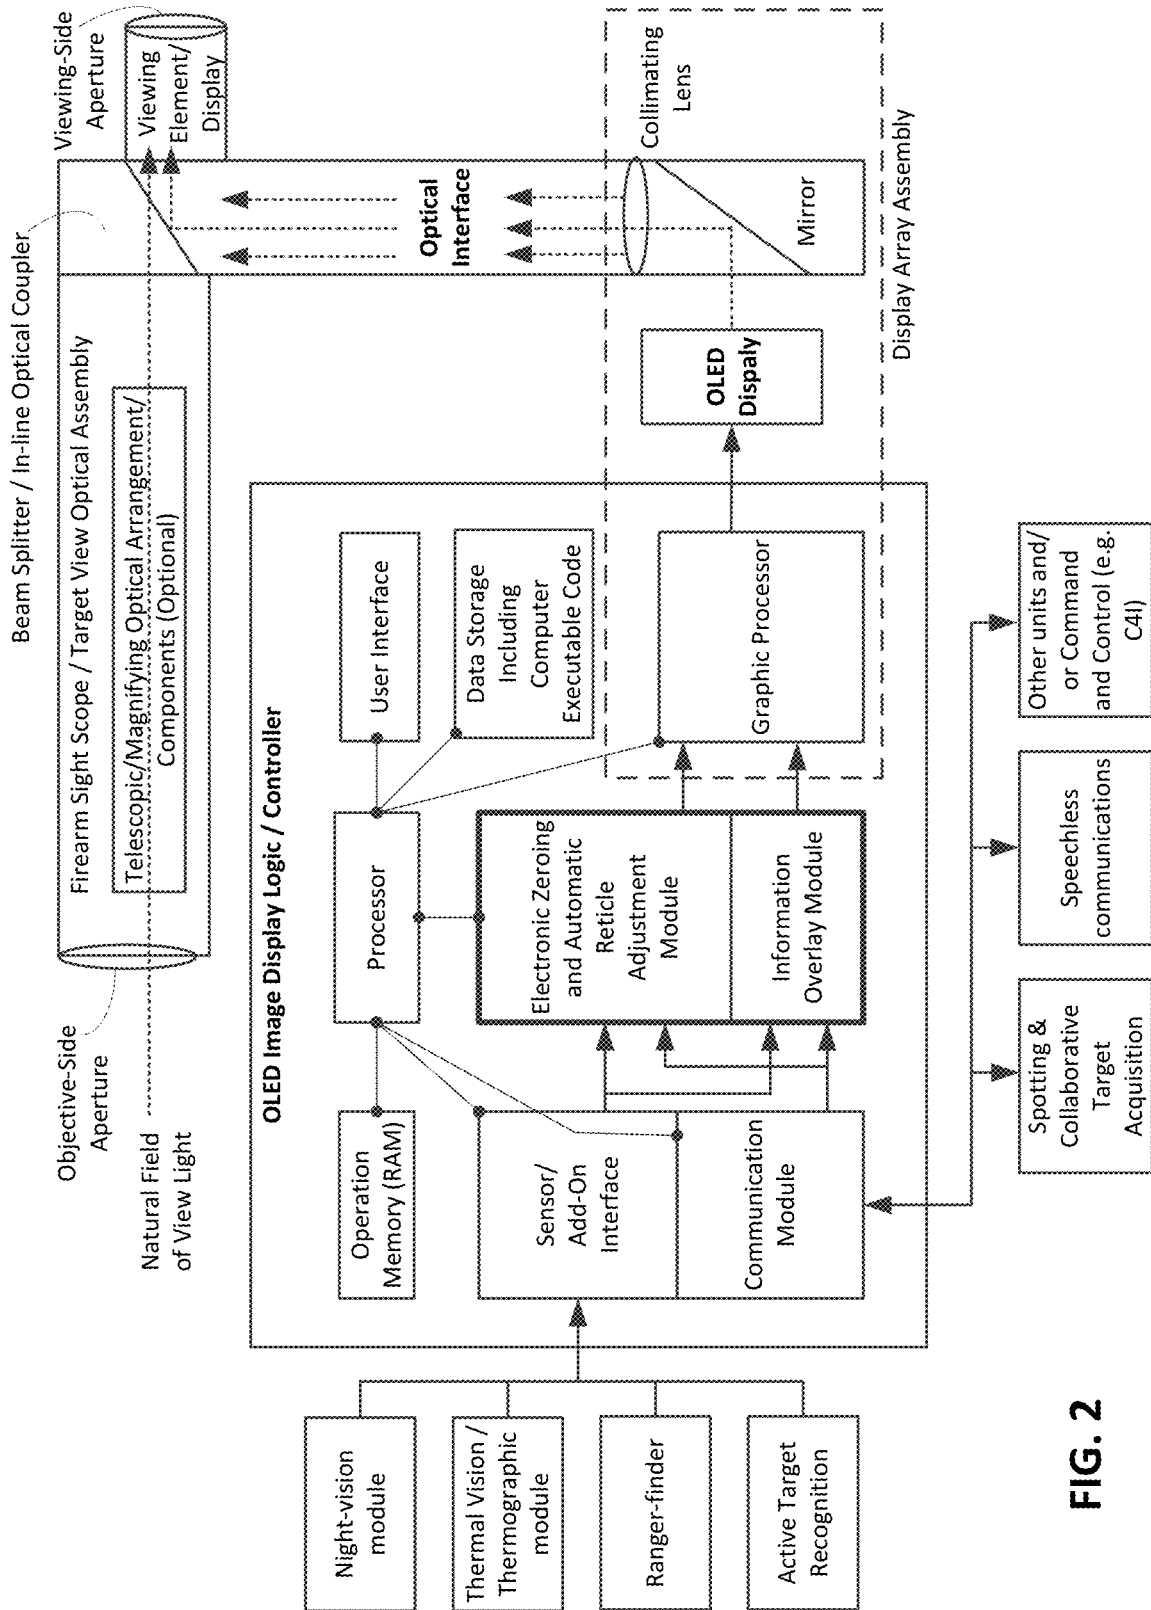 Beam Splitter / In-line Optical Coupler
Viewing-Side
Aperture
Objective-Side
Aperture
Firearm Sight Scope / Target View Optical Assembly
Telescopic/Magnifying Optical Arrangement/
Components (Optional)
Viewing
Element/
Display
Natural Field
of View Light
Optical
Interface
OLED Image Display Logic / Controller
Operation
Memory (RAM)
Processor
User Interface
Data Storage
Including
Computer
Executable Code
Night-vision
module
Thermal Vision /
Thermographic
module
Ranger-finder
Active Target
Recognition
Sensor/
Add-On
Interface
Communication
Module
Electronic Zeroing
and Automatic
Reticle
Adjustment
Module
Information
Overlay Module
Graphic Processor
OLED
Dispaly
Collimating
Lens
Mirror
Display Array Assembly
Spotting &
Collaborative
Target
Acquisition
Speechless
communications
Other units and/
or Command
and Control (e.g.
C4I)
FIG. 2